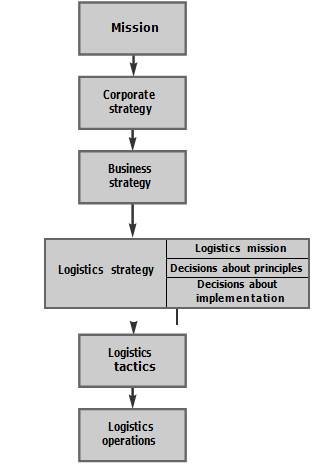 Mission
Corporate
strategy
Business
strategy
Logistics strategy
Logistics mission
Decisions about principles
Decisions about
implementation
Logistics
tactics
Logistics
operations